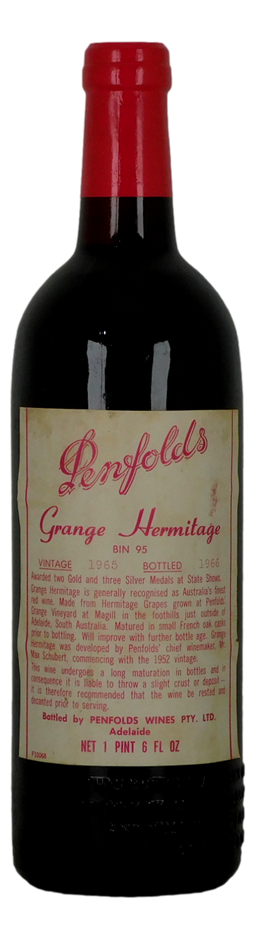 Penfolds
Grange Hermitage
BIN 95
VINTAGE 1965 BOTTLED 1966
Awarded two Gold and three Silver Medals at State Shows.
Grange Hermitage is generally recognised as Australia's finest
red wine. Made from Hermitage Grapes grown at Penfolds
Grange Vineyard at Magill in the foothills just outside of
Adelaide, South Australia. Matured in small French oak casks
prior to bottling. Will improve with further bottle age. Grange
Hermitage was developed by Penfolds' chief winemaker, Mr.
Max Schubert, commencing with the 1952 vintage.
This wine undergoes a long maturation in bottles and in
consequence it is liable to throw a slight crust or deposit —
it is therefore recommended that the wine be rested and
decanted prior to serving.
Bottled by PENFOLDS WINES PTY. LTD.
Adelaide
NET 1 PINT 6 FL OZ